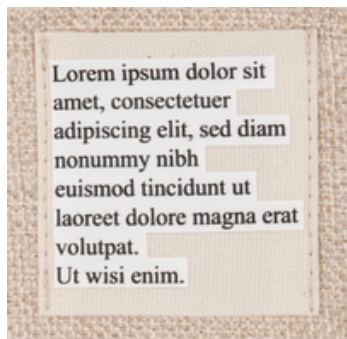 Lorem ipsum dolor sit
amet, consectetuer
adipiscing elit, sed diam
nonummy nibh
euismod tincidunt ut
laoreet dolore magna erat
volutpat.
Ut wisi enim.